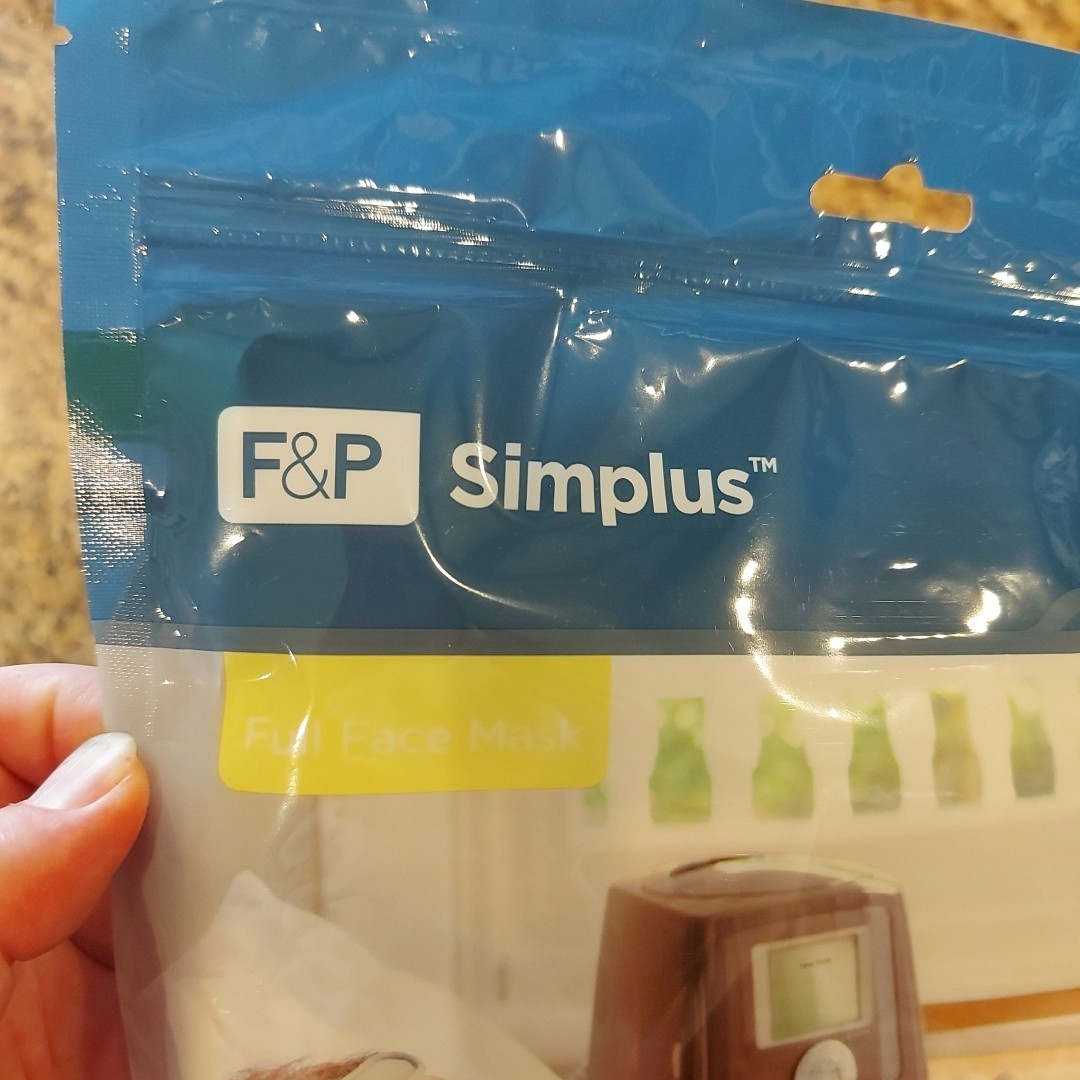 F&P Simplus™
Full Face Mask